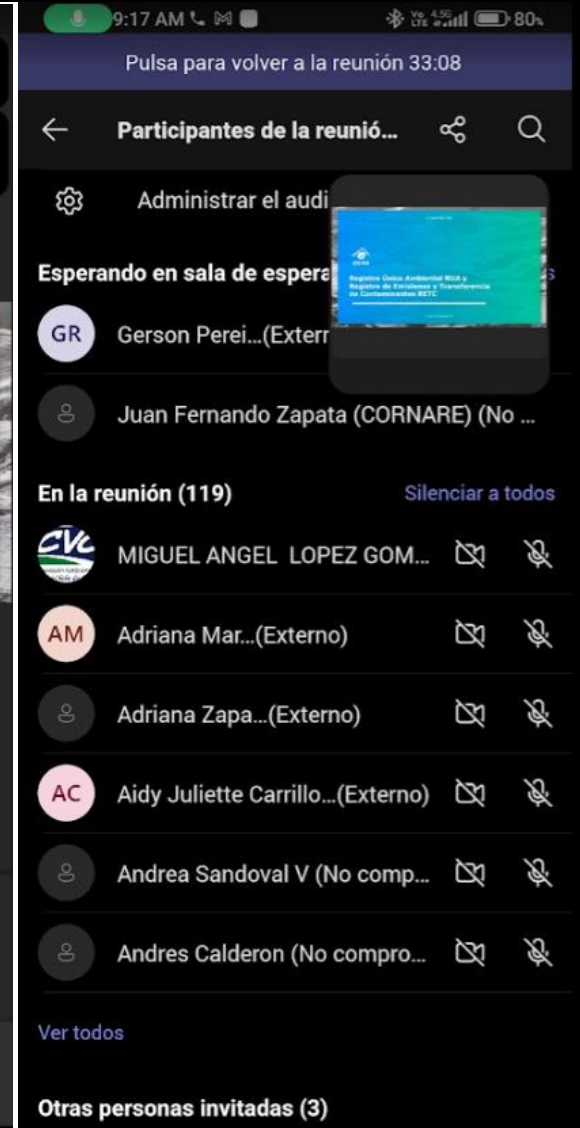 9:17 AM
Vo LTE 4.5G 80%
Pulsa para volver a la reunión 33:08
Participantes de la reunió...
Administrar el audi
Registro Único Ambiental RUA y
Registro de Emisiones y Transferencia
de Contaminantes RETC
Esperando en sala de espera
s
GR Gerson Perei...(Extern
Juan Fernando Zapata (CORNARE) (No ...
En la reunión (119) Silenciar a todos
CVC MIGUEL ANGEL LOPEZ GOM...
AM Adriana Mar...(Externo)
Adriana Zapa...(Externo)
AC Aidy Juliette Carrillo...(Externo)
Andrea Sandoval V (No comp...
Andres Calderon (No compro...
Ver todos
Otras personas invitadas (3)